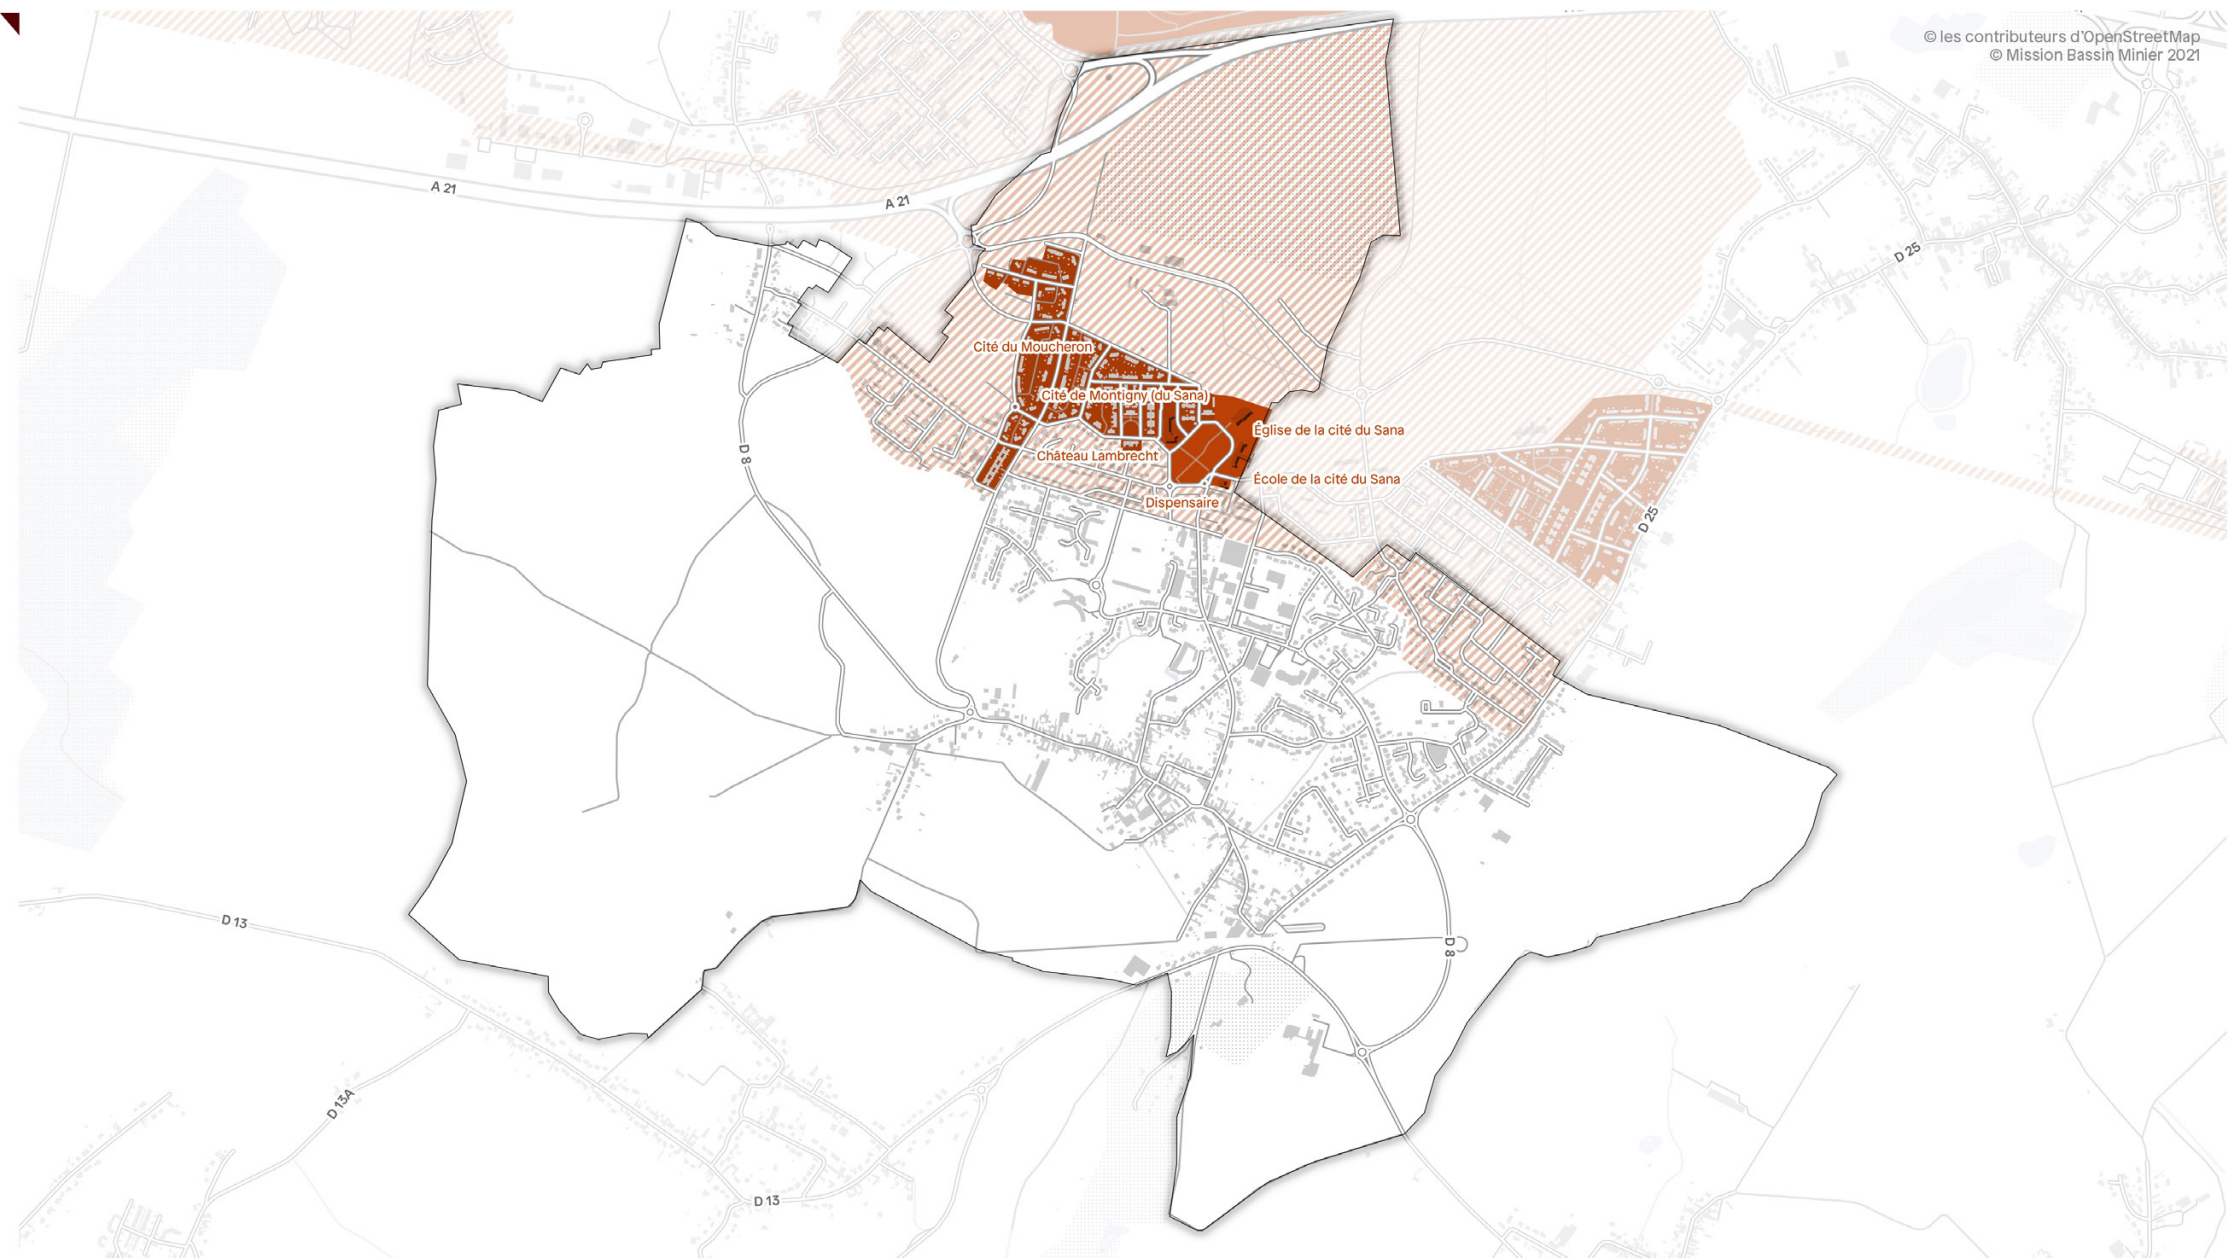 © les contributeurs d'OpenStreetMap
© Mission Bassin Minier 2021
A 21
A 21
D 25
Cité du Moucheron
Cité de Montigny (du Sana)
Église de la cité du Sana
D 8
Château Lambrecht
École de la cité du Sana
Dispensaire
D 25
D 13
D 8
D 13A
D 13